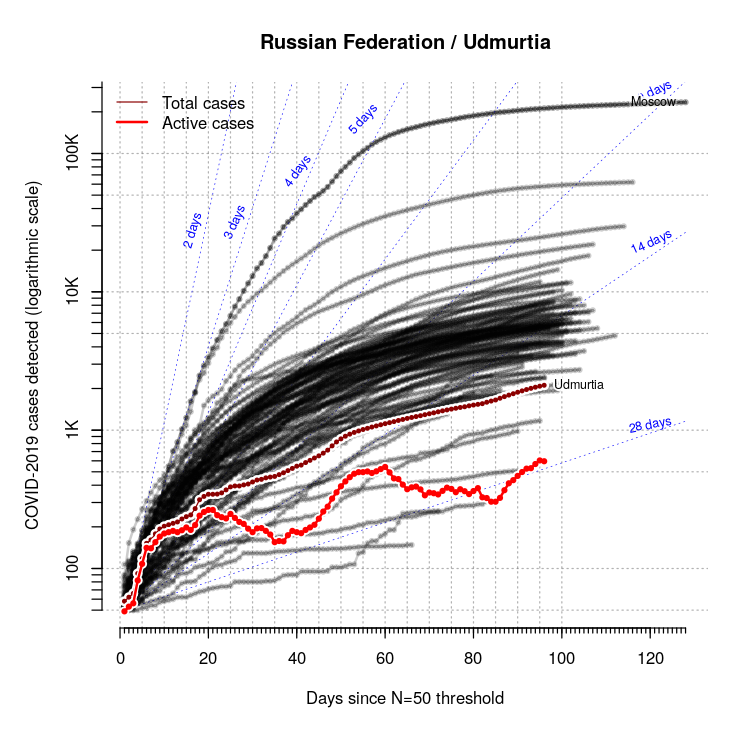 Russian Federation / Udmurtia
Total cases
Active cases
2 days
3 days
4 days
5 days
days
Moscow
14 days
28 days
Udmurtia
COVID-2019 cases detected (logarithmic scale)
100K
10K
1K
100
0 20 40 60 80 100 120
Days since N=50 threshold